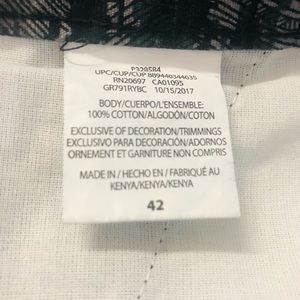 P328584
UPC/CUP/CUP 889446344635
RN20697 CA01095
GR791RYBC 10/15/2017
BODY/CUERPO/L'ENSEMBLE:
100% COTTON/ALGODÓN/COTON
EXCLUSIVE OF DECORATION/TRIMMINGS
EXCLUSIVO PARA DECORACIÓN/ADORNOS
ORNEMENT ET GARNITURE NON COMPRIS
MADE IN / HECHO EN / FABRIQUÉ AU
KENYA/KENYA/KENYA
42